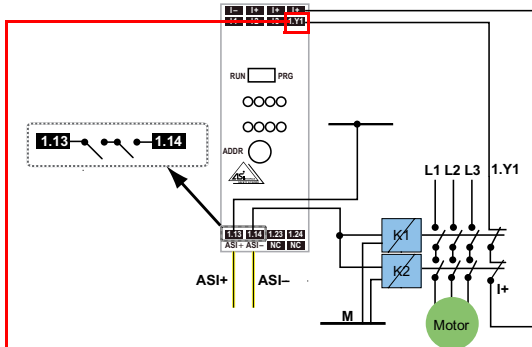 I− I+ I+ I+
1.Y1
RUN PRG
ADDR
1.13 1.14
1.13 1.14 1.23 1.24
ASI+ ASI− NC NC
ASI+ ASI−
L1 L2 L3 1.Y1
K1
K2
I+
M
Motor